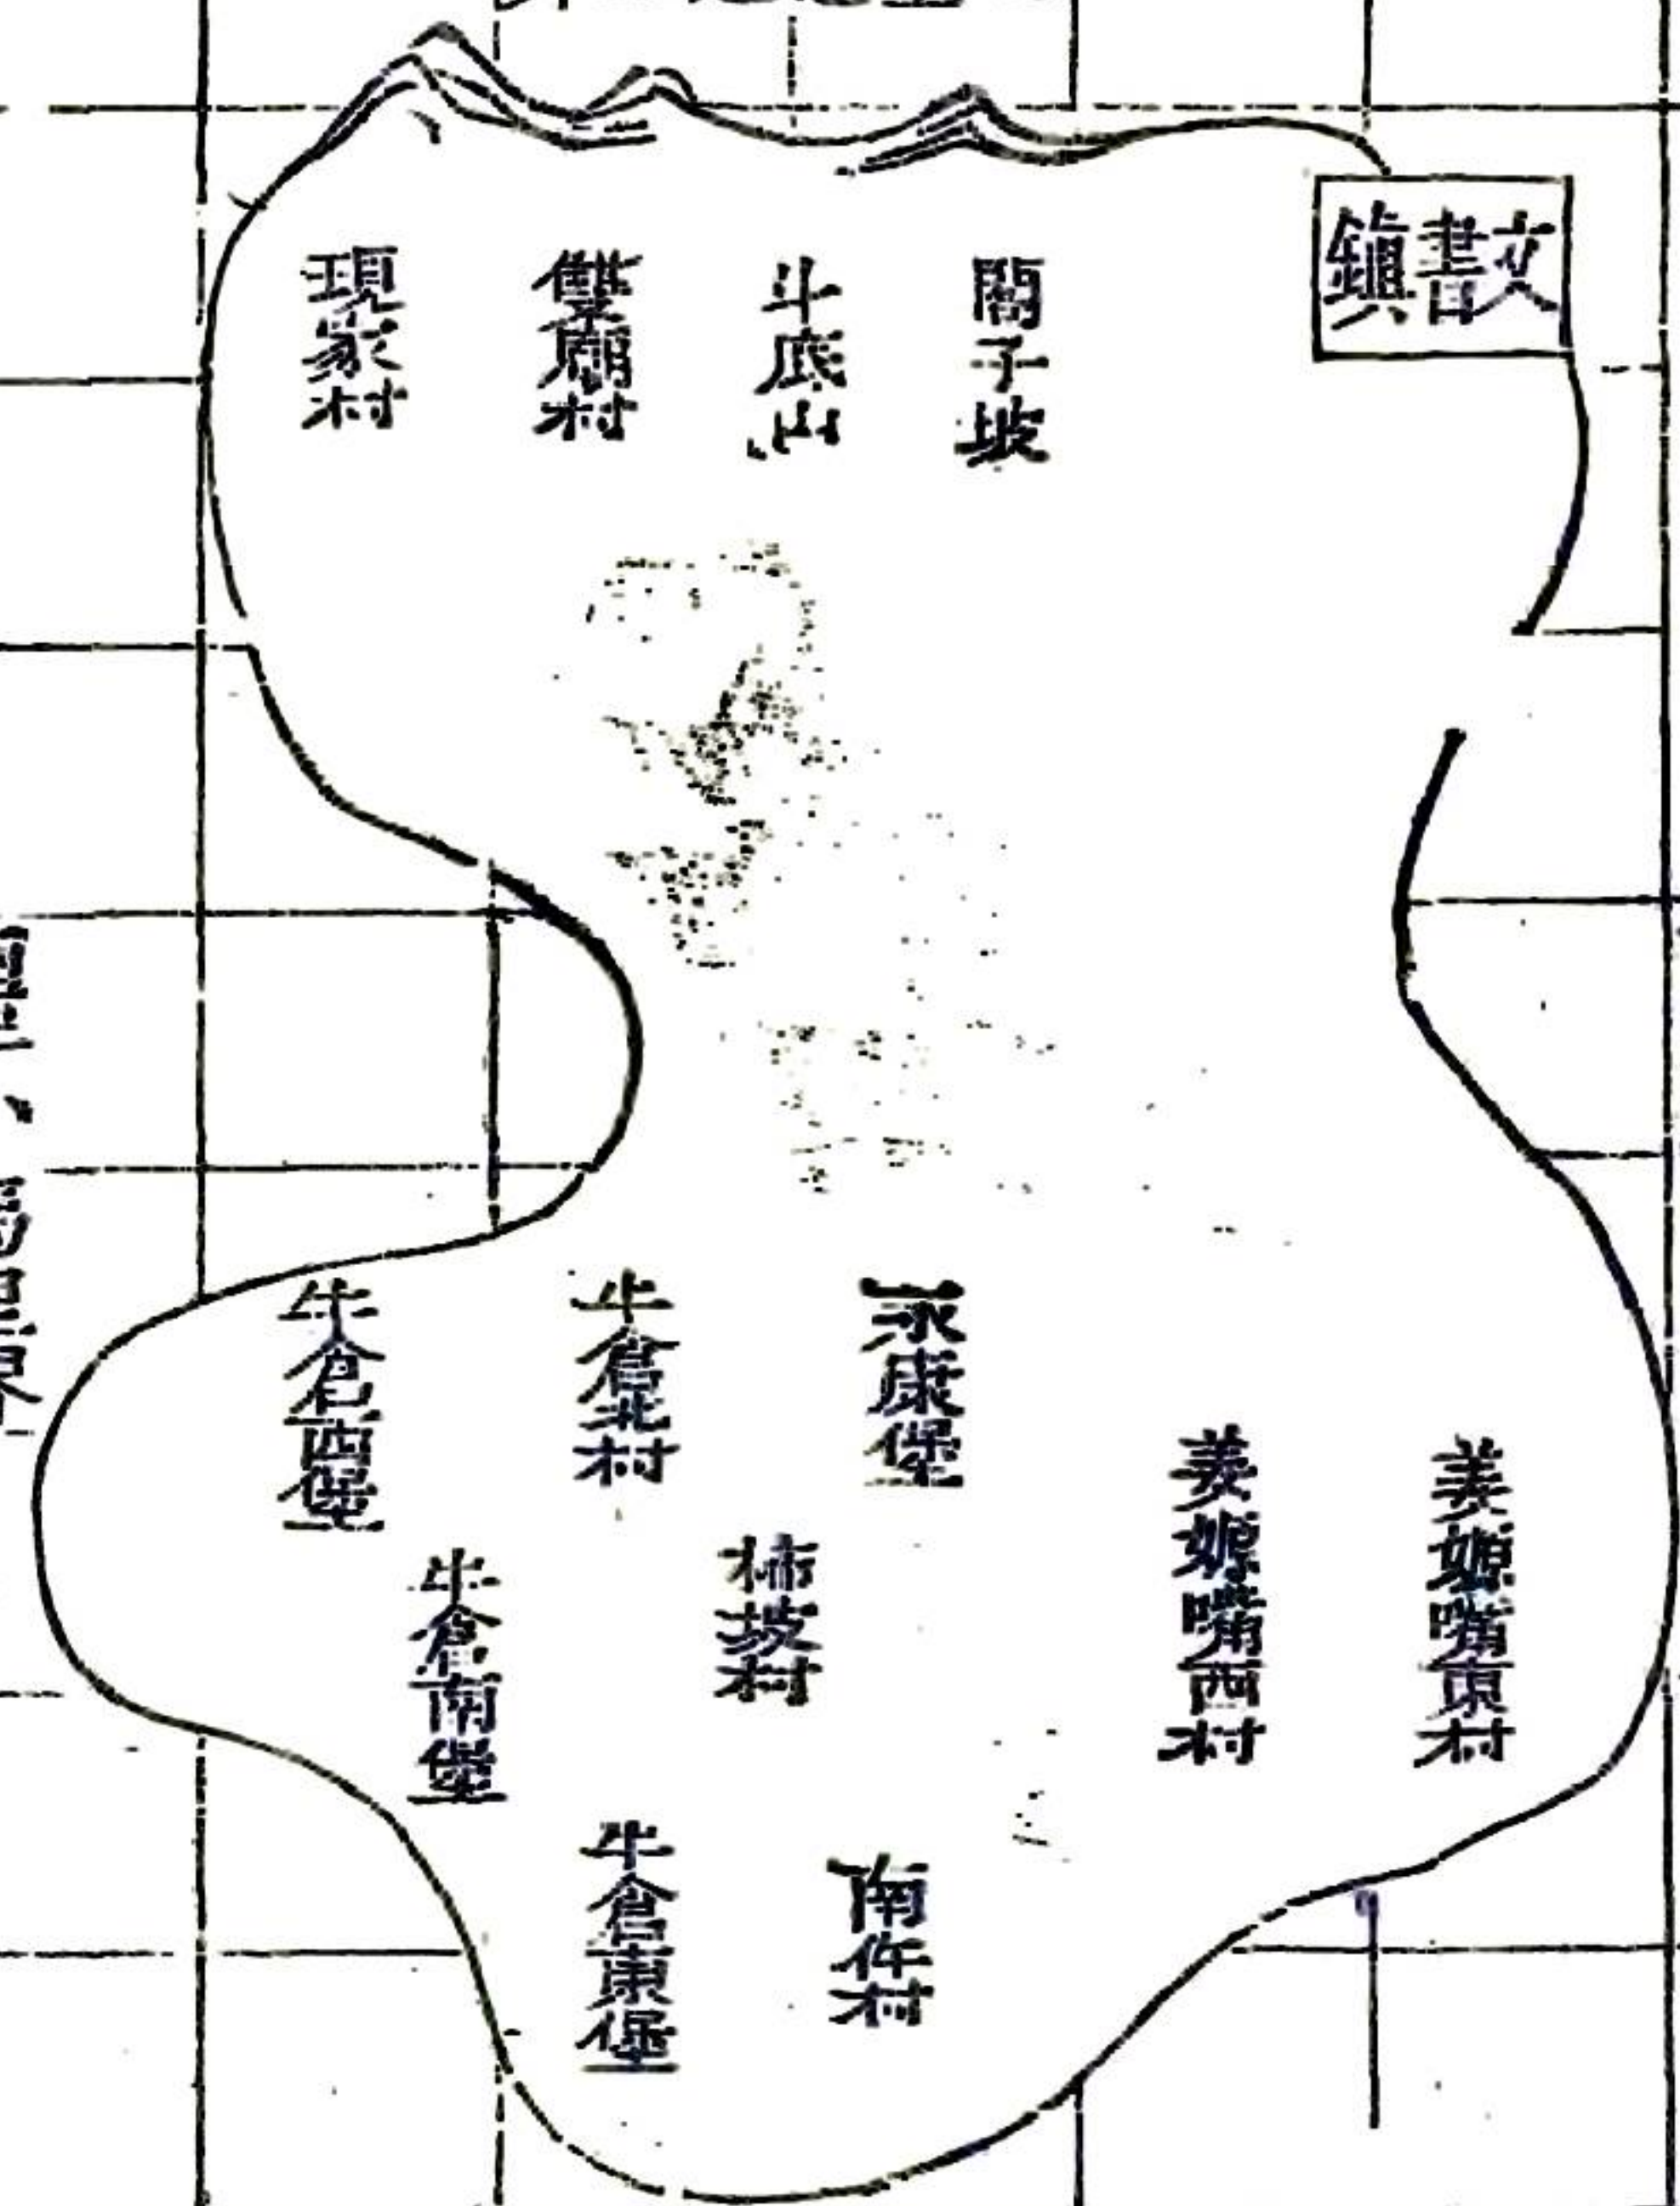 文書鎮
閻子坡
斗底山
雙廟村
現家村
永康堡
牛倉北村
牛倉西堡
姜嫄嘴東村
姜嫄嘴西村
柿坡村
牛倉南堡
南仵村
牛倉東堡